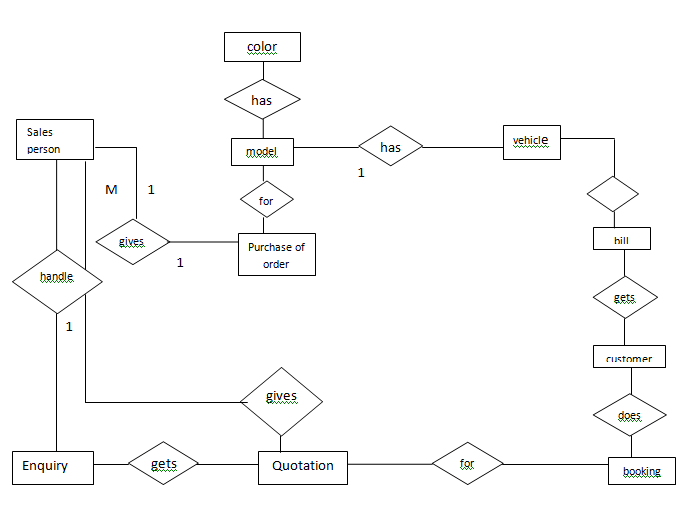 color
has
Sales
person
model
has
vehicle
1
M
1
for
gives
Purchase of
order
1
bill
handle
gets
1
customer
gives
does
Enquiry
gets
Quotation
for
booking